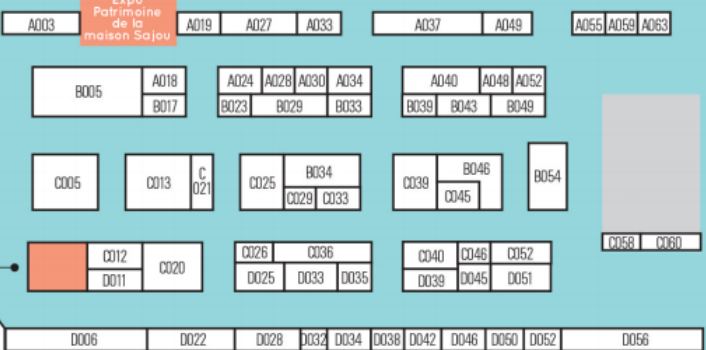 Expo
Patrimoine
de la
maison Sajou
A003 A019 A027 A033 A037 A049 A055 A059 A063
B005 A018 A024 A028 A030 A034 A040 A048 A052
B017 B023 B029 B033 B039 B043 B049
C005 C013 C 021 C025 B034 C039 B046 B054
C029 C033 C045
C058 C060
C012 C020 C026 C036 C040 C046 C052
D011 D025 D033 D035 D039 D045 D051
D006 D022 D028 D032 D034 D038 D042 D046 D050 D052 D056